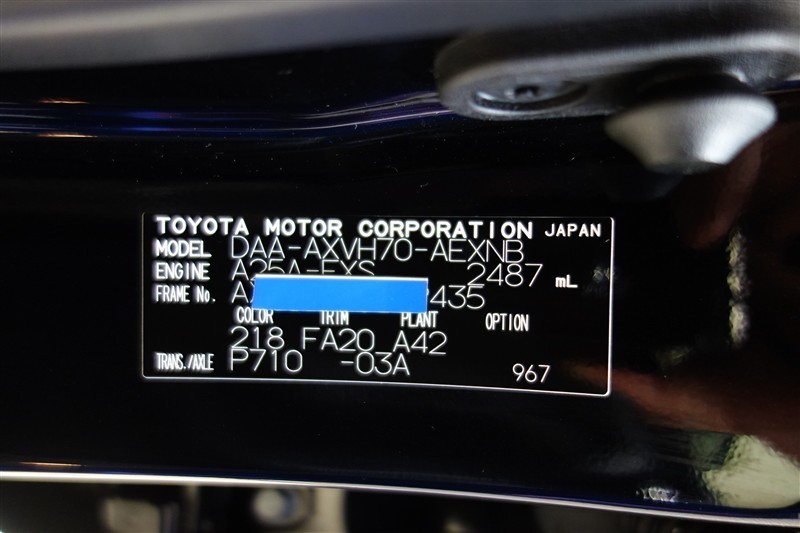 TOYOTA MOTOR CORPORATION JAPAN
MODEL DAA-AXVH70-AEXNB
ENGINE A25A-FXS 2487 mL
FRAME No. AX 435
COLOR TRIM PLANT OPTION
218 FA20 A42
TRANS./AXLE P710 -03A 967